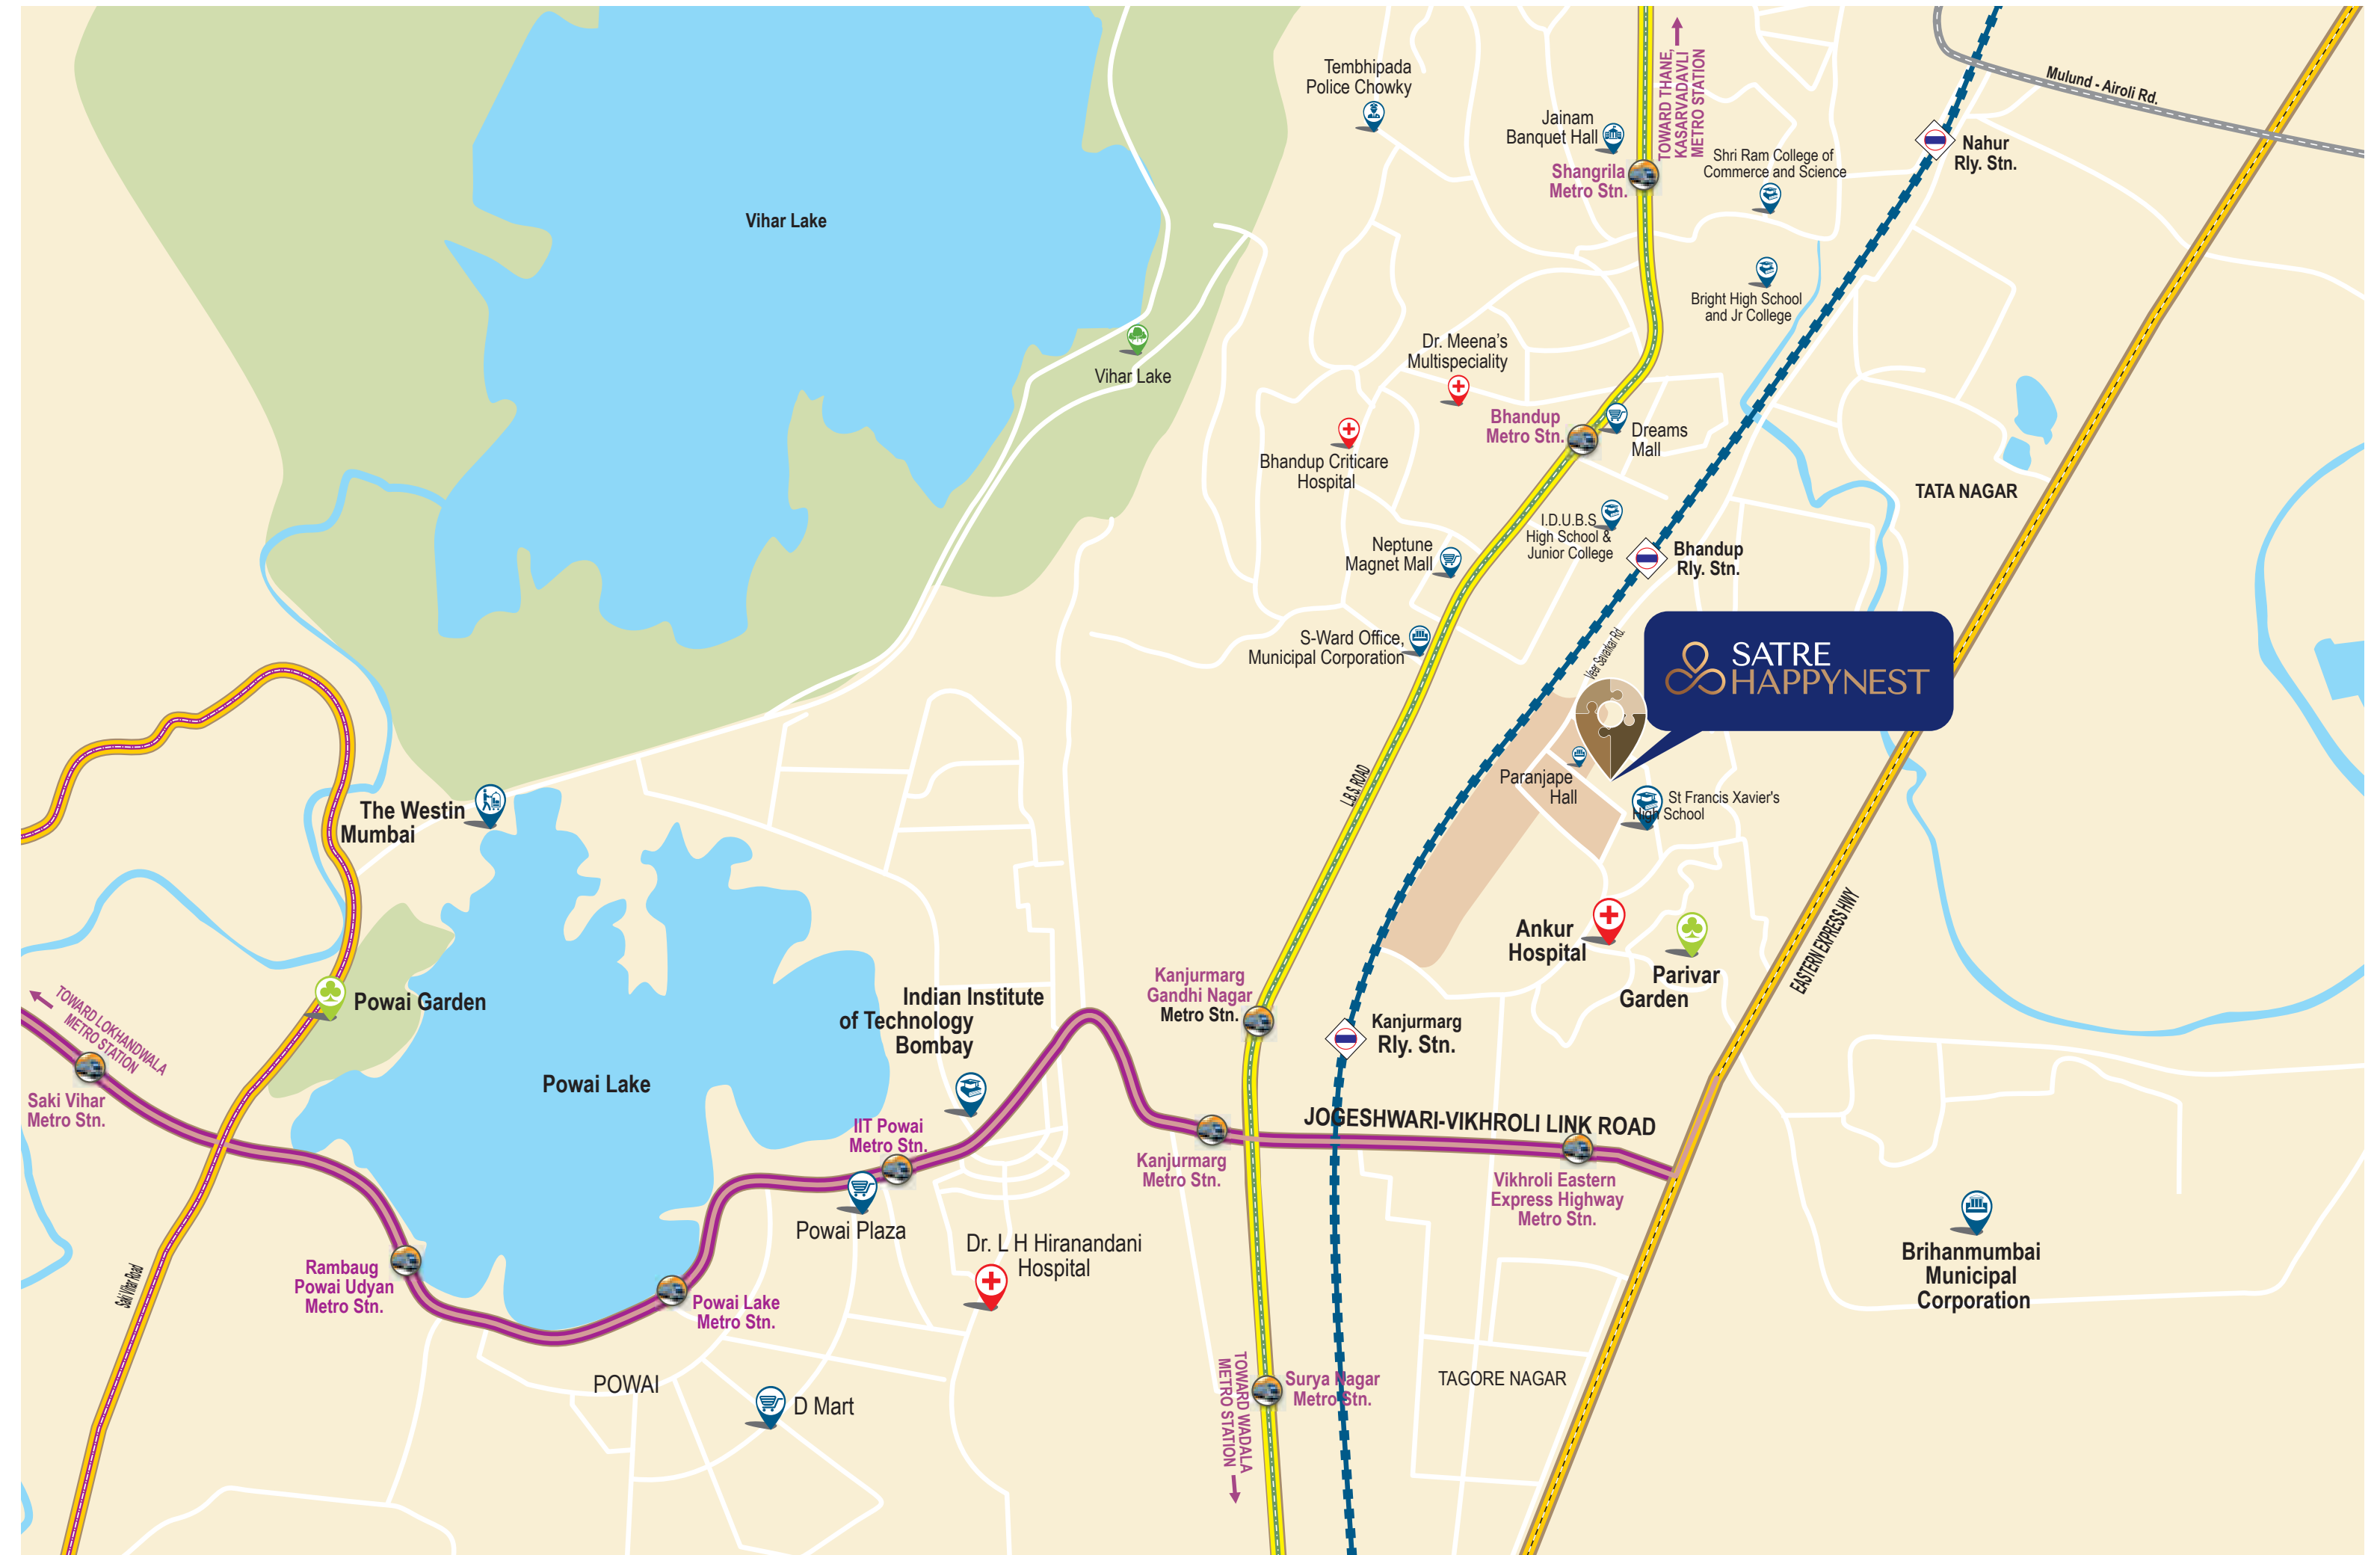 Tembhipada
Police Chowky
Jainam
Banquet Hall
Shangrila
Metro Stn.
TOWARD THANE,
KASARVADAVLI
METRO STATION
Shri Ram College of
Commerce and Science
Mulund - Airoli Rd.
Nahur
Rly. Stn.
Vihar Lake
Bright High School
and Jr College
Vihar Lake
Dr. Meena's
Multispeciality
Bhandup
Metro Stn.
Dreams
Mall
Bhandup Criticare
Hospital
TATA NAGAR
I.D.U.B.S
High School &
Junior College
Neptune
Magnet Mall
Bhandup
Rly. Stn.
S-Ward Office,
Municipal Corporation
Veer Savarkar Rd.
SATRE
HAPPYNEST
L.B.S. ROAD
Paranjape
Hall
St Francis Xavier's
High School
The Westin
Mumbai
Ankur
Hospital
Parivar
Garden
EASTERN EXPRESS HWY
Powai Garden
Indian Institute
of Technology
Bombay
Kanjurmarg
Gandhi Nagar
Metro Stn.
Kanjurmarg
Rly. Stn.
TOWARD LOKHANDWALA
METRO STATION
Saki Vihar
Metro Stn.
Powai Lake
IIT Powai
Metro Stn.
JOGESHWARI-VIKHROLI LINK ROAD
Kanjurmarg
Metro Stn.
Vikhroli Eastern
Express Highway
Metro Stn.
Powai Plaza
Dr. L H Hiranandani
Hospital
Brihanmumbai
Municipal
Corporation
Saki Vihar Road
Rambaug
Powai Udyan
Metro Stn.
Powai Lake
Metro Stn.
POWAI
D Mart
TOWARD WADALA
METRO STATION
Surya Nagar
Metro Stn.
TAGORE NAGAR